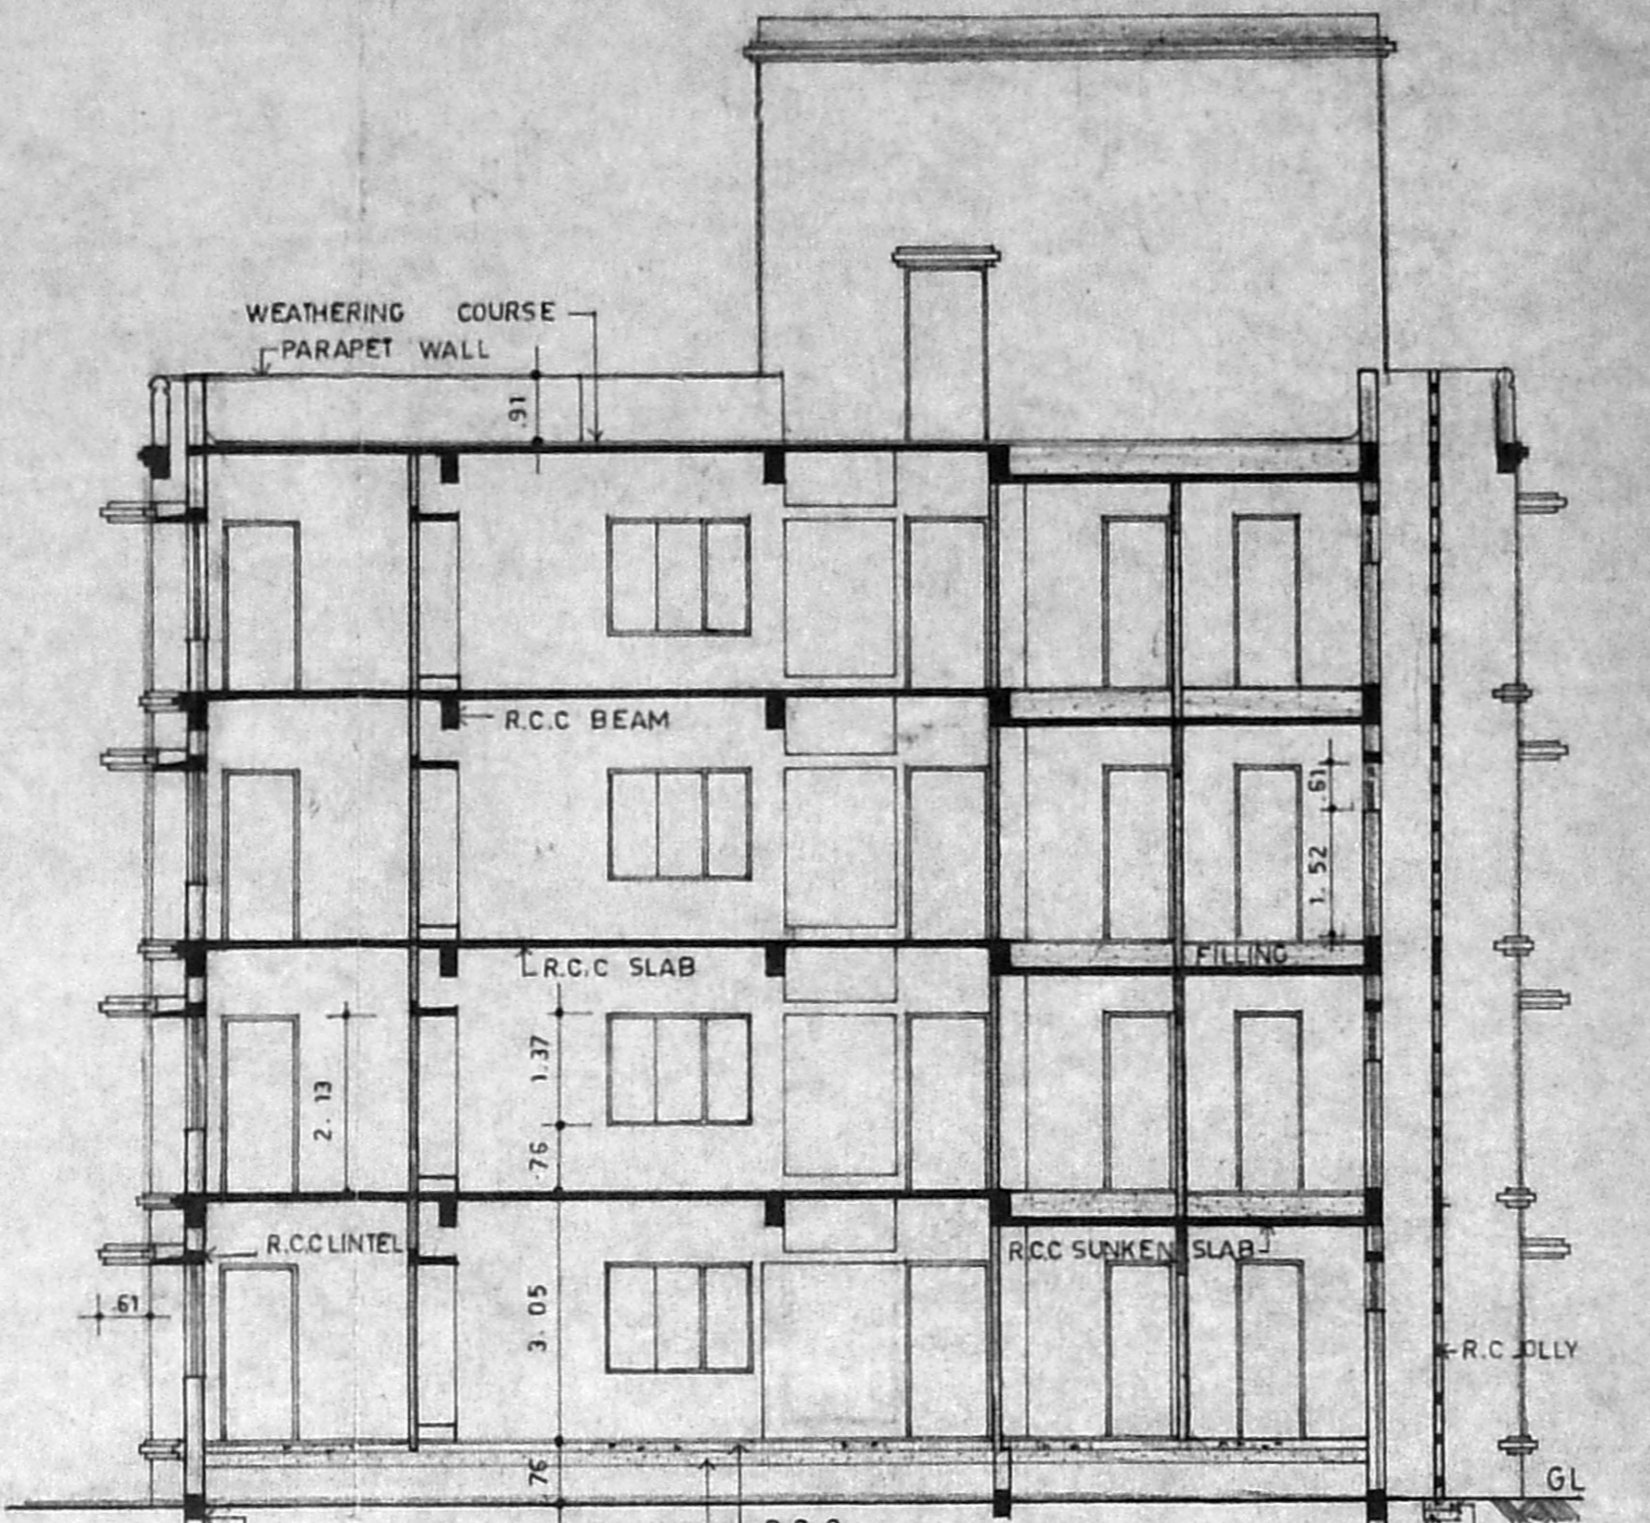 WEATHERING COURSE
PARAPET WALL
.91
R.C.C BEAM
.61
1.52
FILLING
R.C.C SLAB
1.37
2.13
.76
R.C.C LINTEL
R.C.C SUNKEN SLAB
.61
3.05
R.C JOLLY
.76
GL